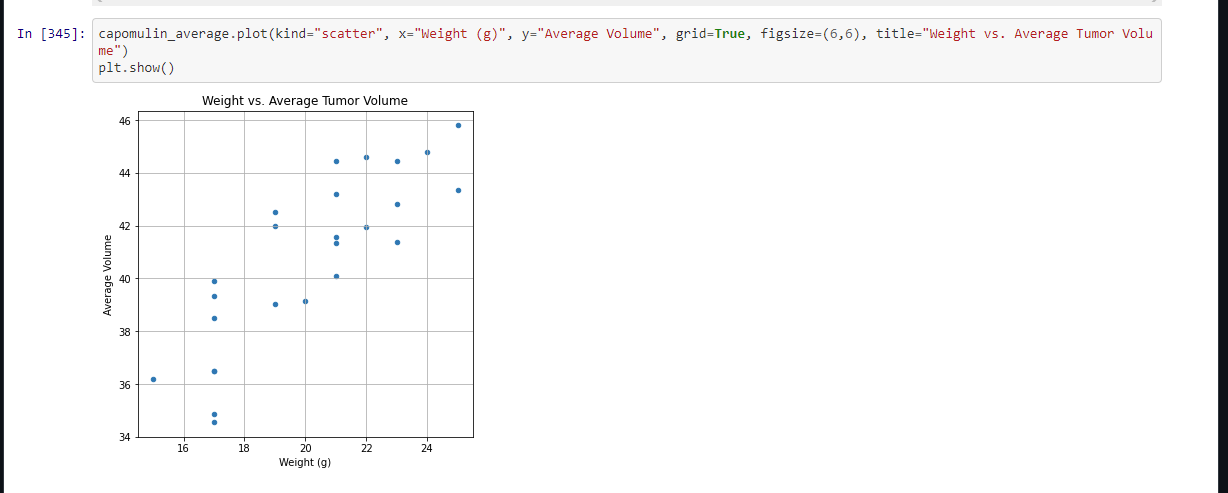 In [345]: capomulin_average.plot(kind="scatter", x="Weight (g)", y="Average Volume", grid=True, figsize=(6,6), title="Weight vs. Average Tumor Volu
me")
plt.show()
Weight vs. Average Tumor Volume
46
44
42
40
38
36
34
Average Volume
16 18 20 22 24
Weight (g)